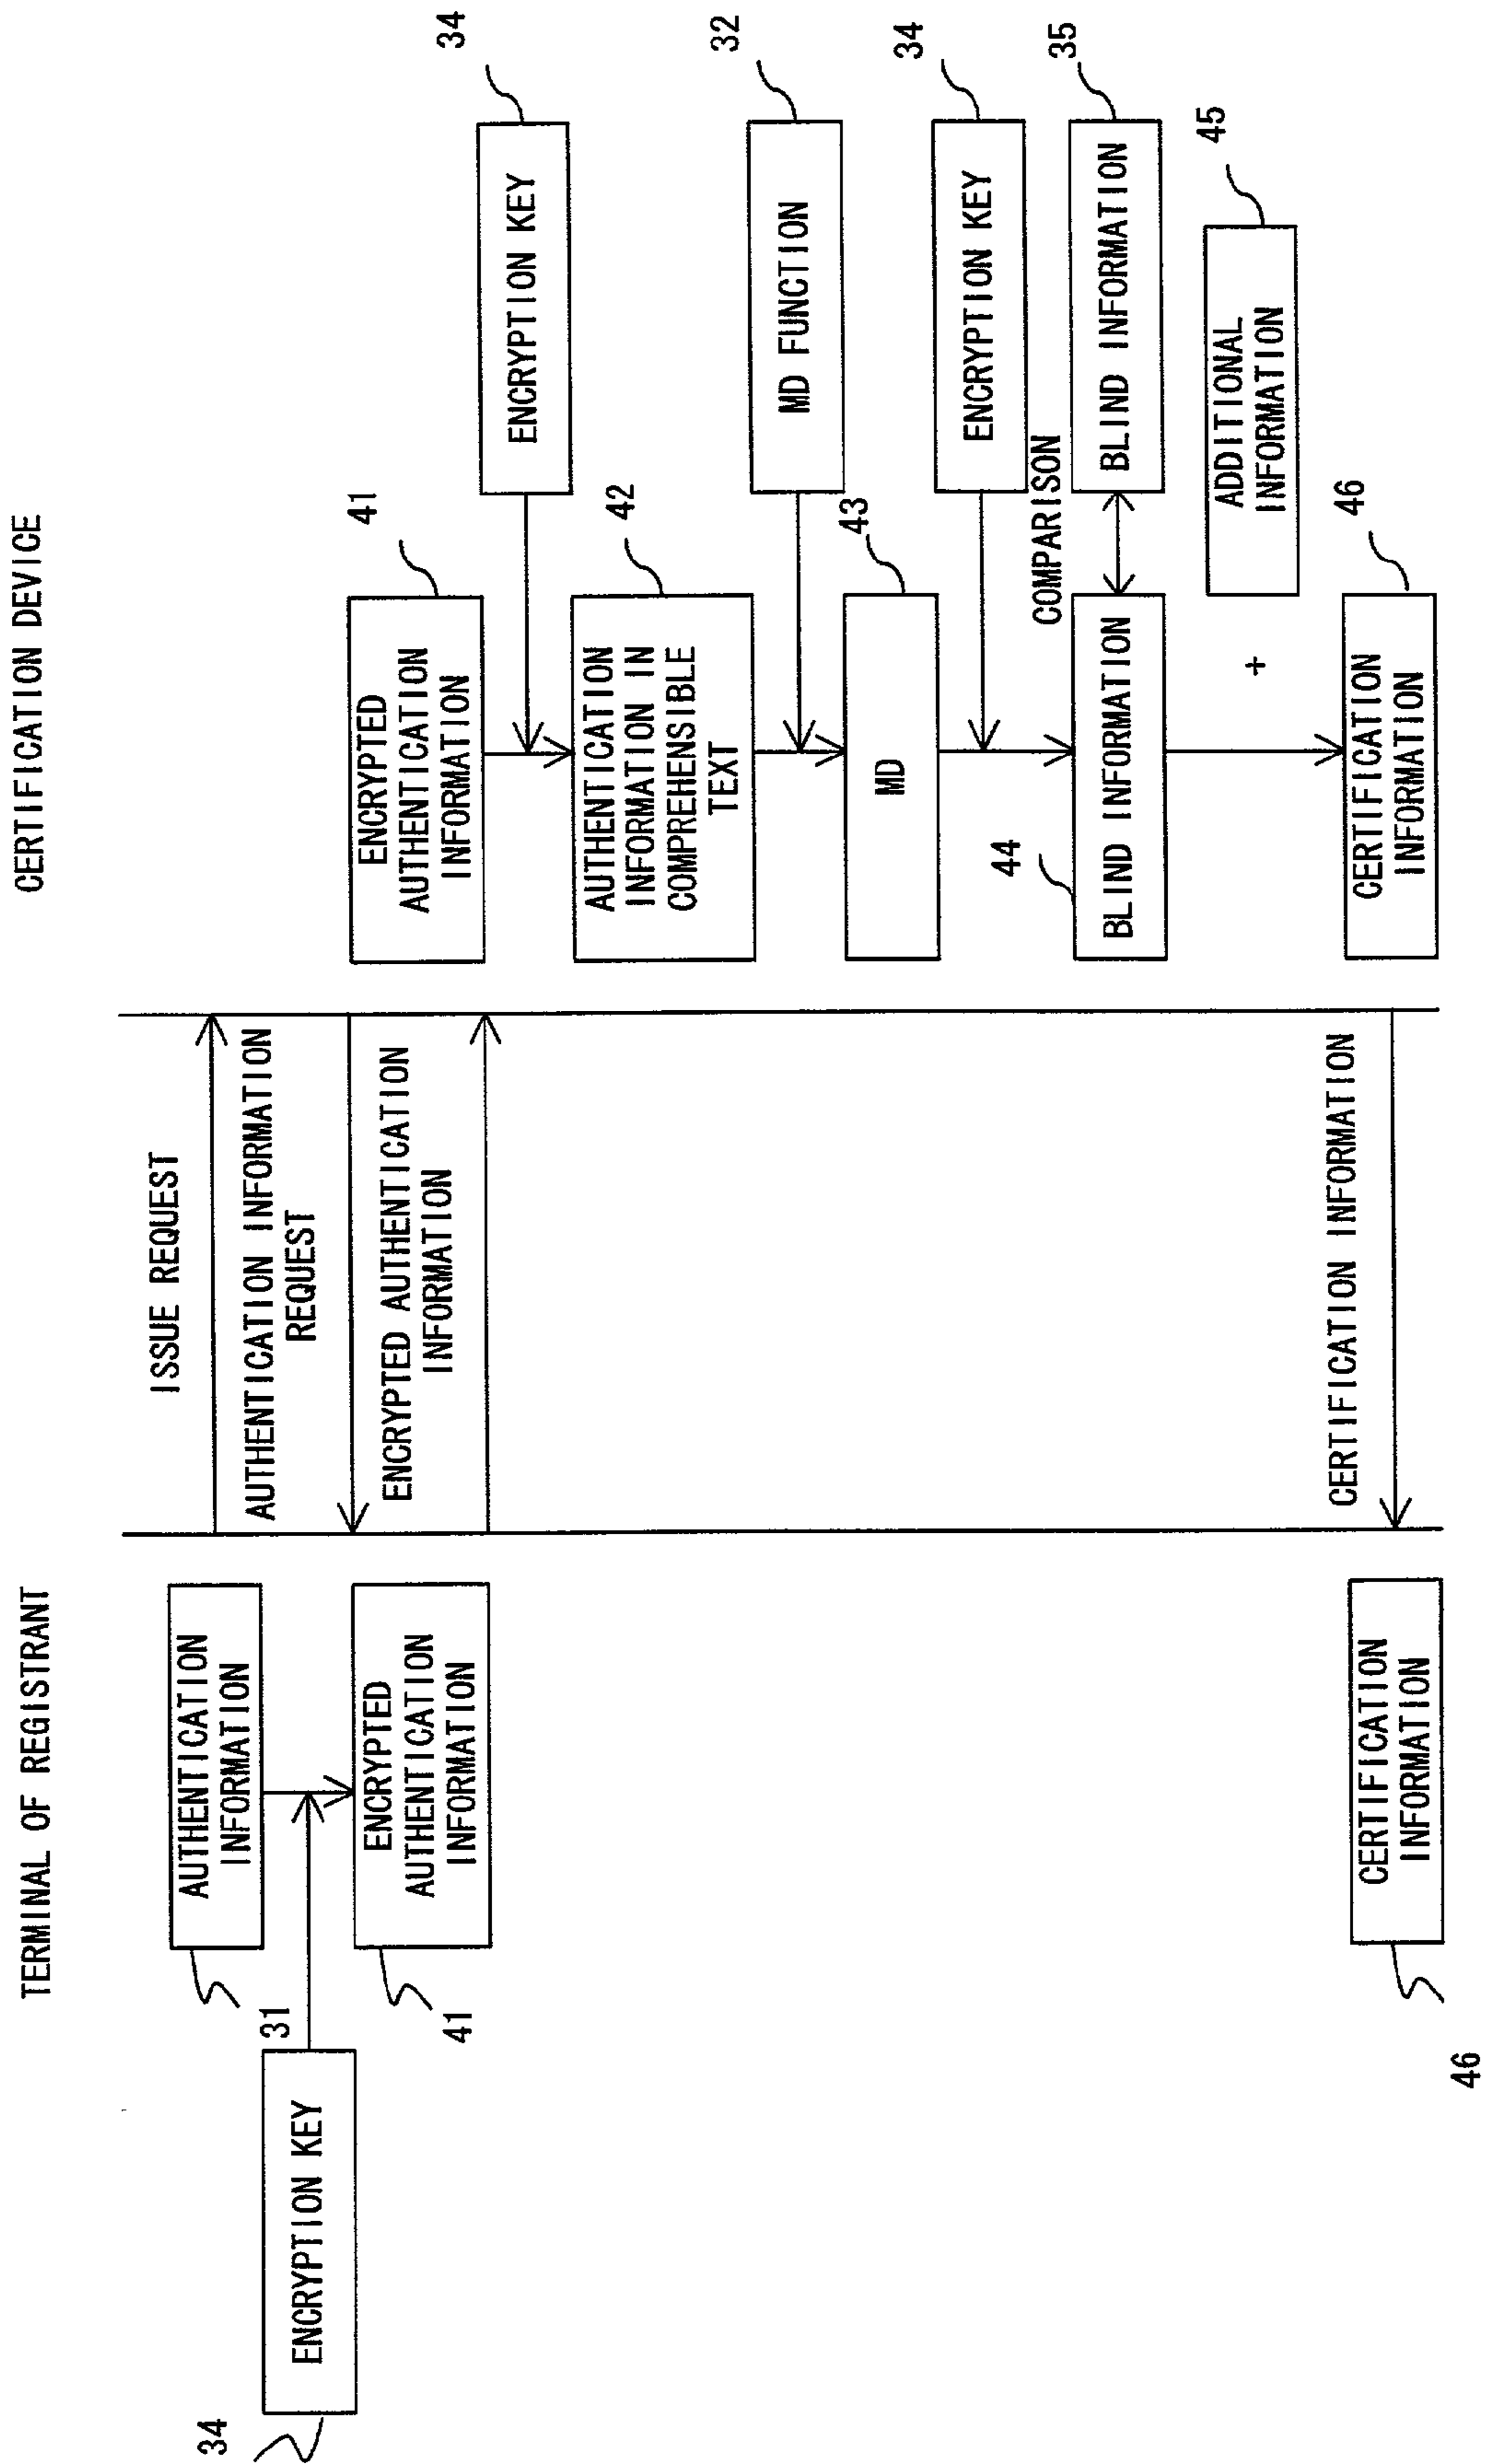 TERMINAL OF REGISTRANT
CERTIFICATION DEVICE
ISSUE REQUEST
AUTHENTICATION
INFORMATION
31
AUTHENTICATION INFORMATION
REQUEST
34
ENCRYPTION KEY
ENCRYPTED
AUTHENTICATION
INFORMATION
41
ENCRYPTED AUTHENTICATION
INFORMATION
ENCRYPTED
AUTHENTICATION
INFORMATION
41
ENCRYPTION KEY
34
AUTHENTICATION
INFORMATION IN
COMPREHENSIBLE
TEXT
42
MD FUNCTION
32
MD
43
ENCRYPTION KEY
34
COMPARISON
44
BLIND INFORMATION
BLIND INFORMATION
35
+
ADDITIONAL
INFORMATION
45
CERTIFICATION INFORMATION
CERTIFICATION
INFORMATION
46
CERTIFICATION
INFORMATION
46